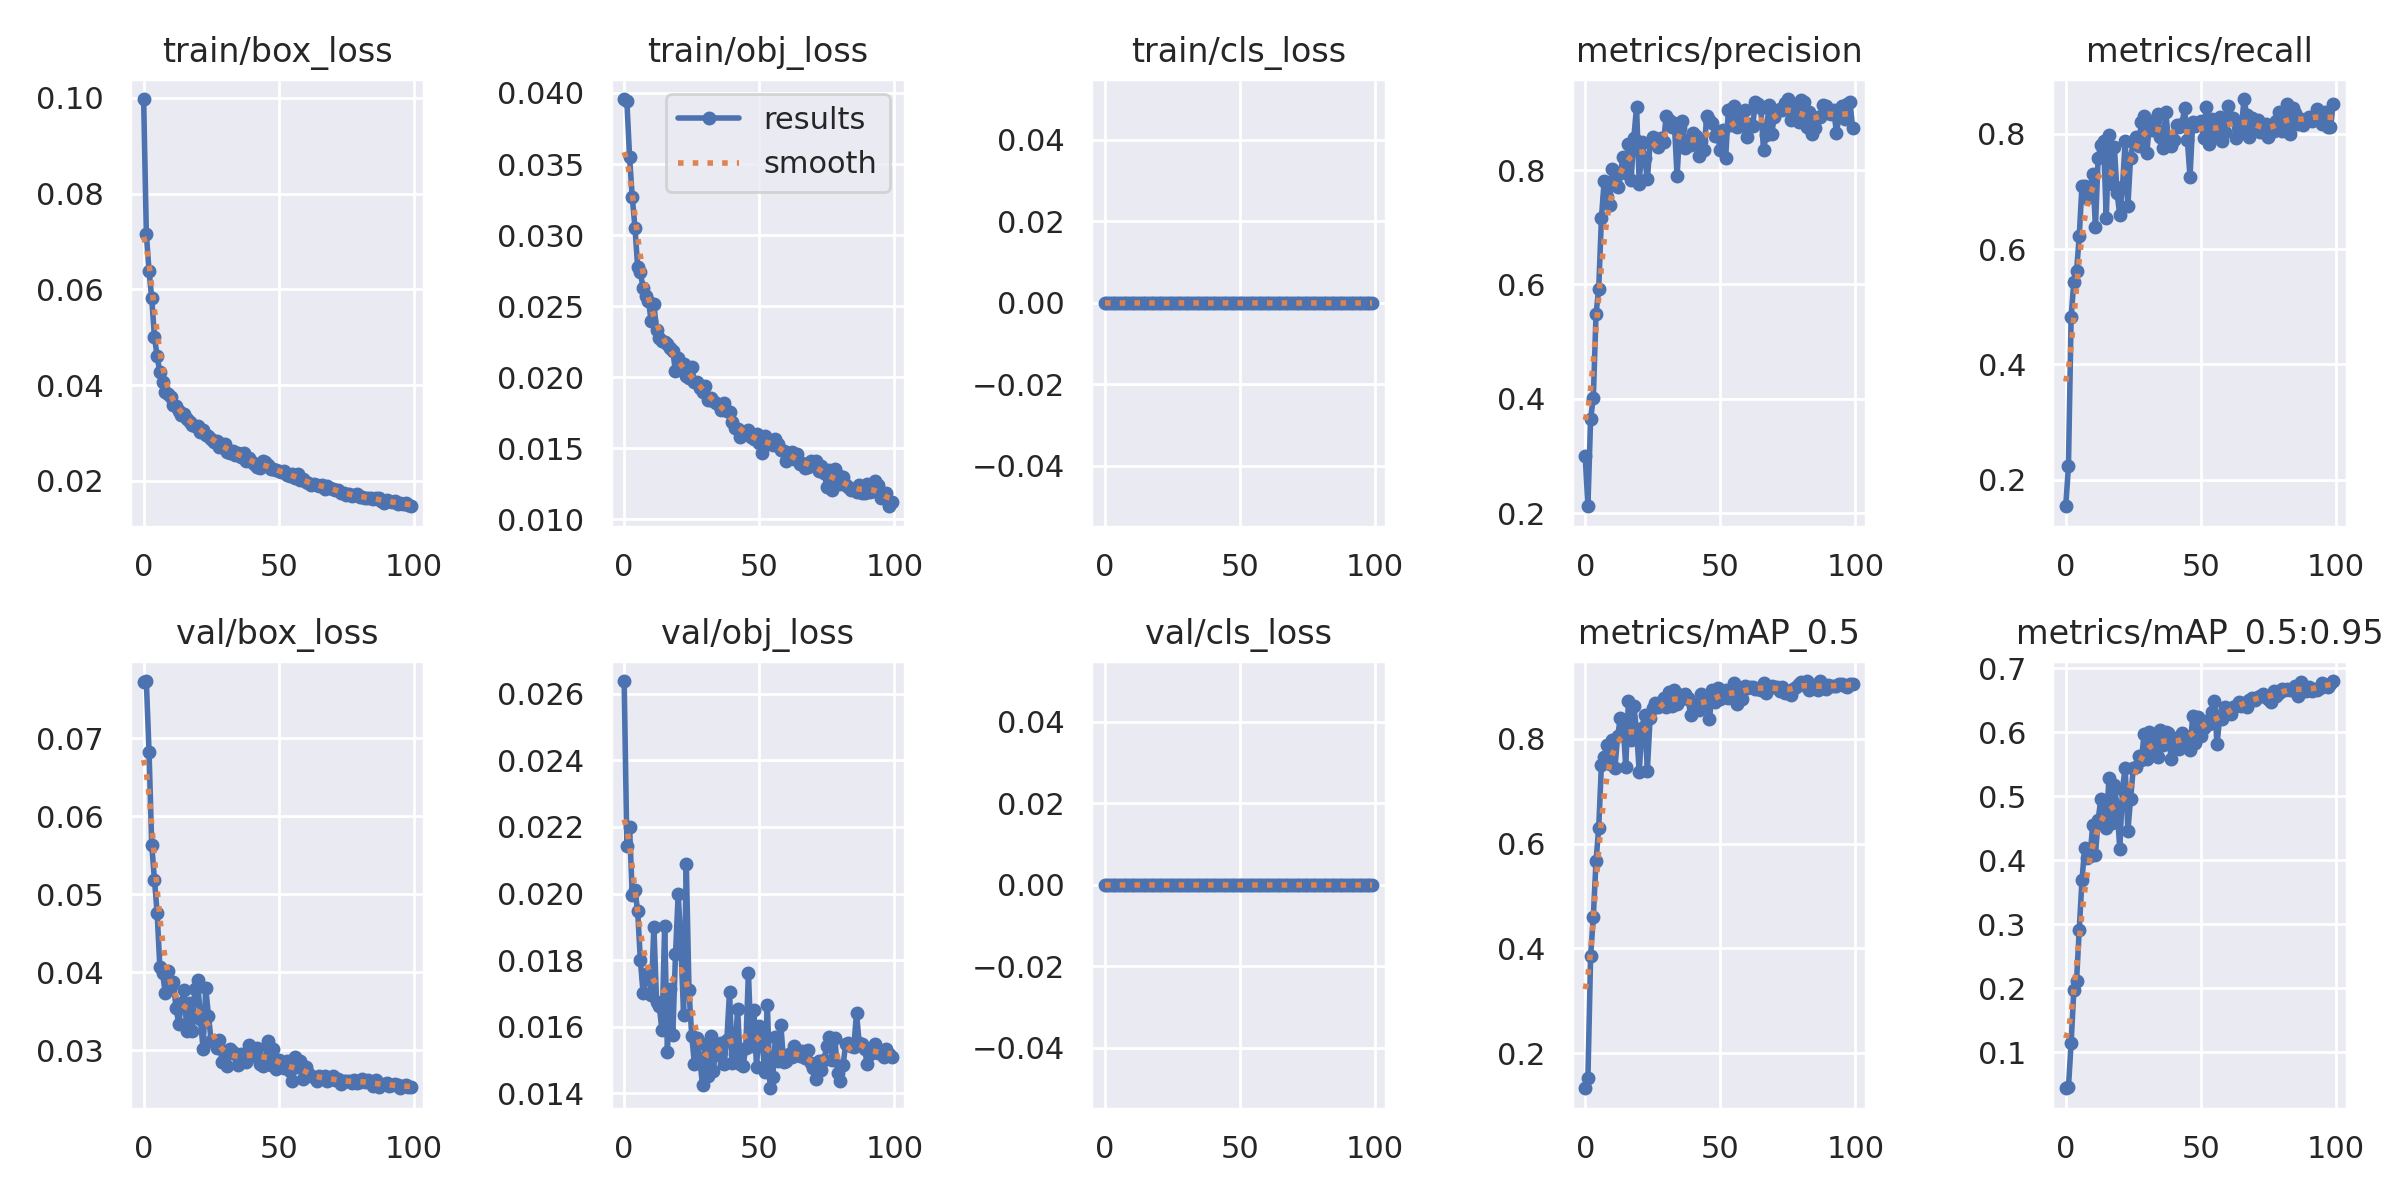 train/box_loss
0.10
0.08
0.06
0.04
0.02
0 50 100
train/obj_loss
0.040
0.035
0.030
0.025
0.020
0.015
0.010
results
smooth
0 50 100
train/cls_loss
0.04
0.02
0.00
−0.02
−0.04
0 50 100
metrics/precision
0.8
0.6
0.4
0.2
0 50 100
metrics/recall
0.8
0.6
0.4
0.2
0 50 100
val/box_loss
0.07
0.06
0.05
0.04
0.03
0 50 100
val/obj_loss
0.026
0.024
0.022
0.020
0.018
0.016
0.014
0 50 100
val/cls_loss
0.04
0.02
0.00
−0.02
−0.04
0 50 100
metrics/mAP_0.5
0.8
0.6
0.4
0.2
0 50 100
metrics/mAP_0.5:0.95
0.7
0.6
0.5
0.4
0.3
0.2
0.1
0 50 100